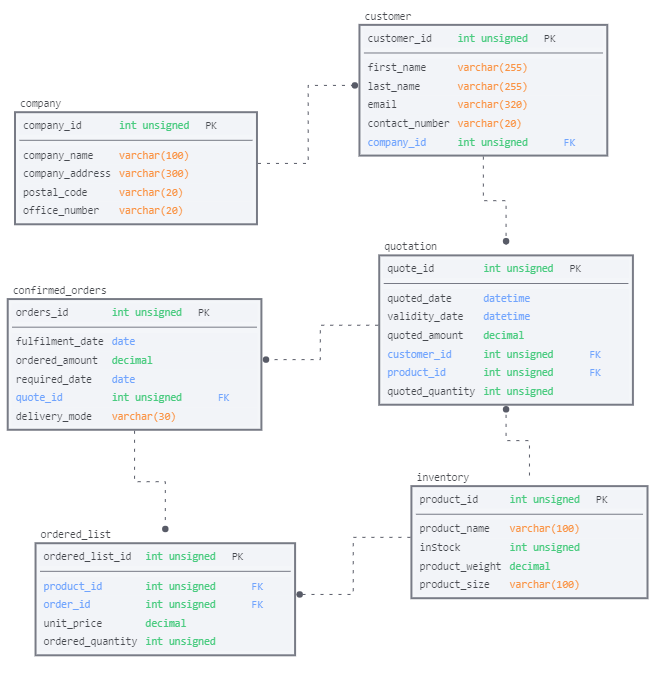 customer
customer_id int unsigned PK
first_name varchar(255)
last_name varchar(255)
email varchar(320)
contact_number varchar(20)
company_id int unsigned FK
company
company_id int unsigned PK
company_name varchar(100)
company_address varchar(300)
postal_code varchar(20)
office_number varchar(20)
quotation
quote_id int unsigned PK
quoted_date datetime
validity_date datetime
quoted_amount decimal
customer_id int unsigned FK
product_id int unsigned FK
quoted_quantity int unsigned
confirmed_orders
orders_id int unsigned PK
fulfilment_date date
ordered_amount decimal
required_date date
quote_id int unsigned FK
delivery_mode varchar(30)
inventory
product_id int unsigned PK
product_name varchar(100)
inStock int unsigned
product_weight decimal
product_size varchar(100)
ordered_list
ordered_list_id int unsigned PK
product_id int unsigned FK
order_id int unsigned FK
unit_price decimal
ordered_quantity int unsigned